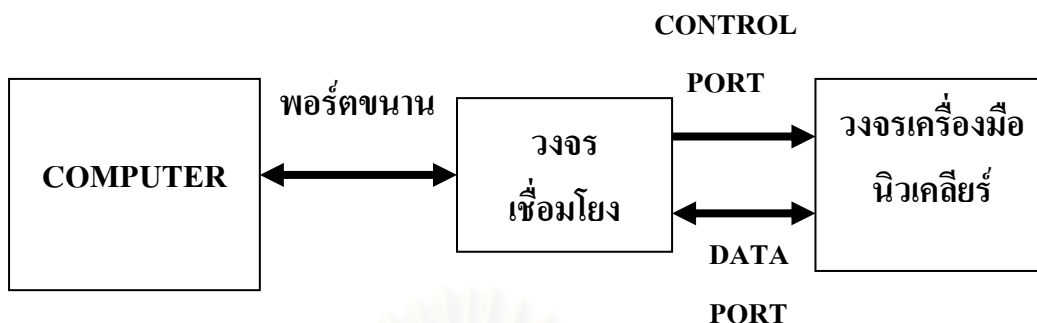 CONTROL
PORT
พอร์ตขนาน
COMPUTER
วงจร
เชื่อมโยง
วงจรเครื่องมือ
นิวเคลียร์
DATA
PORT